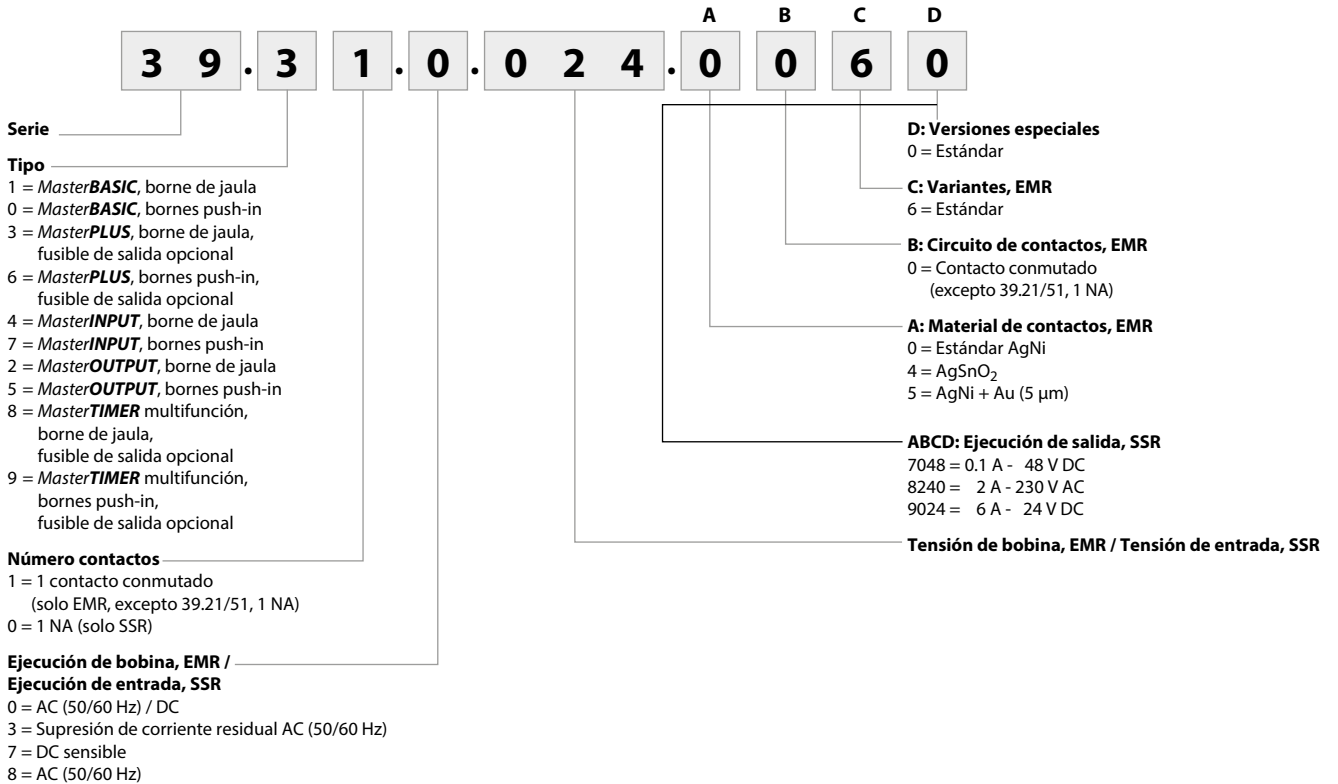 A B C D
3 9 . 3 1 . 0 . 0 2 4 . 0 0 6 0
Serie
Tipo
1 = MasterBASIC, borne de jaula
0 = MasterBASIC, bornes push-in
3 = MasterPLUS, borne de jaula,
fusible de salida opcional
6 = MasterPLUS, bornes push-in,
fusible de salida opcional
4 = MasterINPUT, borne de jaula
7 = MasterINPUT, bornes push-in
2 = MasterOUTPUT, borne de jaula
5 = MasterOUTPUT, bornes push-in
8 = MasterTIMER multifunción,
borne de jaula,
fusible de salida opcional
9 = MasterTIMER multifunción,
bornes push-in,
fusible de salida opcional
Número contactos
1 = 1 contacto conmutado
(solo EMR, excepto 39.21/51, 1 NA)
0 = 1 NA (solo SSR)
Ejecución de bobina, EMR /
Ejecución de entrada, SSR
0 = AC (50/60 Hz) / DC
3 = Supresión de corriente residual AC (50/60 Hz)
7 = DC sensible
8 = AC (50/60 Hz)
D: Versiones especiales
0 = Estándar
C: Variantes, EMR
6 = Estándar
B: Circuito de contactos, EMR
0 = Contacto conmutado
(excepto 39.21/51, 1 NA)
A: Material de contactos, EMR
0 = Estándar AgNi
4 = AgSnO2
5 = AgNi + Au (5 μm)
ABCD: Ejecución de salida, SSR
7048 = 0.1 A - 48 V DC
8240 = 2 A - 230 V AC
9024 = 6 A - 24 V DC
Tensión de bobina, EMR / Tensión de entrada, SSR